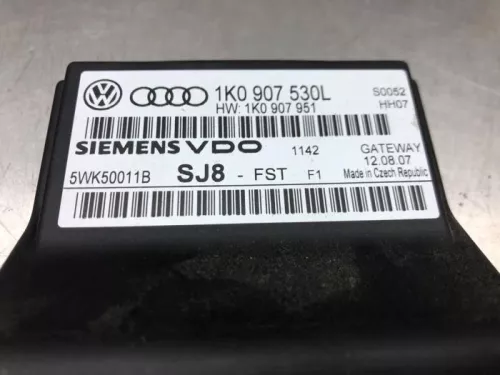 1K0 907 530L S0052
HW: 1K0 907 951 HH07
SIEMENS VDO 1142 GATEWAY
12.08.07
5WK50011B SJ8 - FST F1 Made in Czech Republic